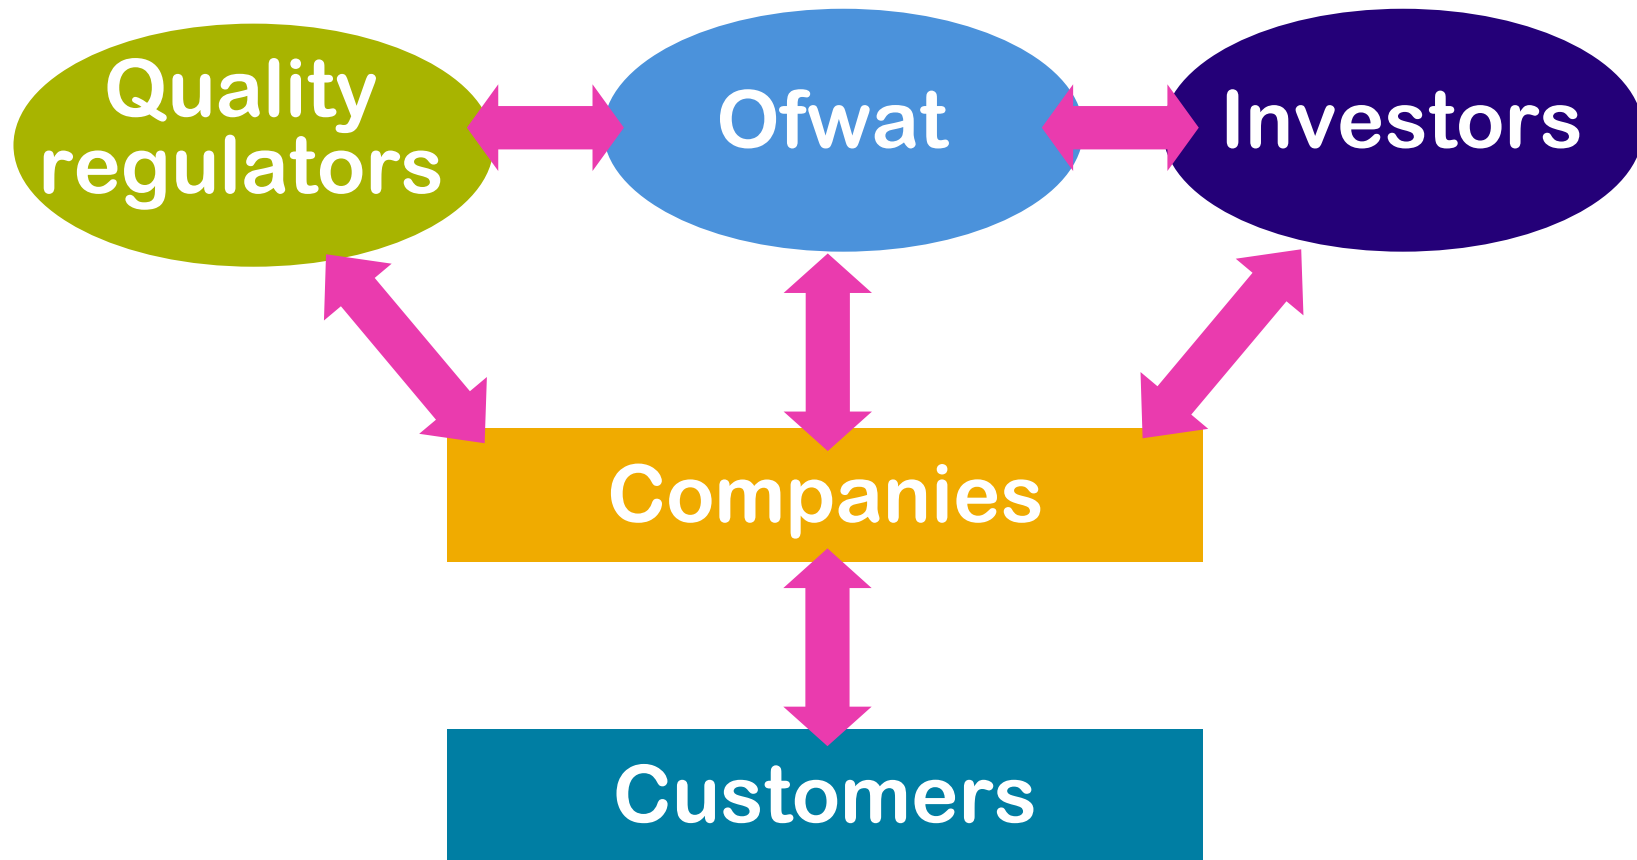 Quality
regulators
Ofwat
Investors
Companies
Customers